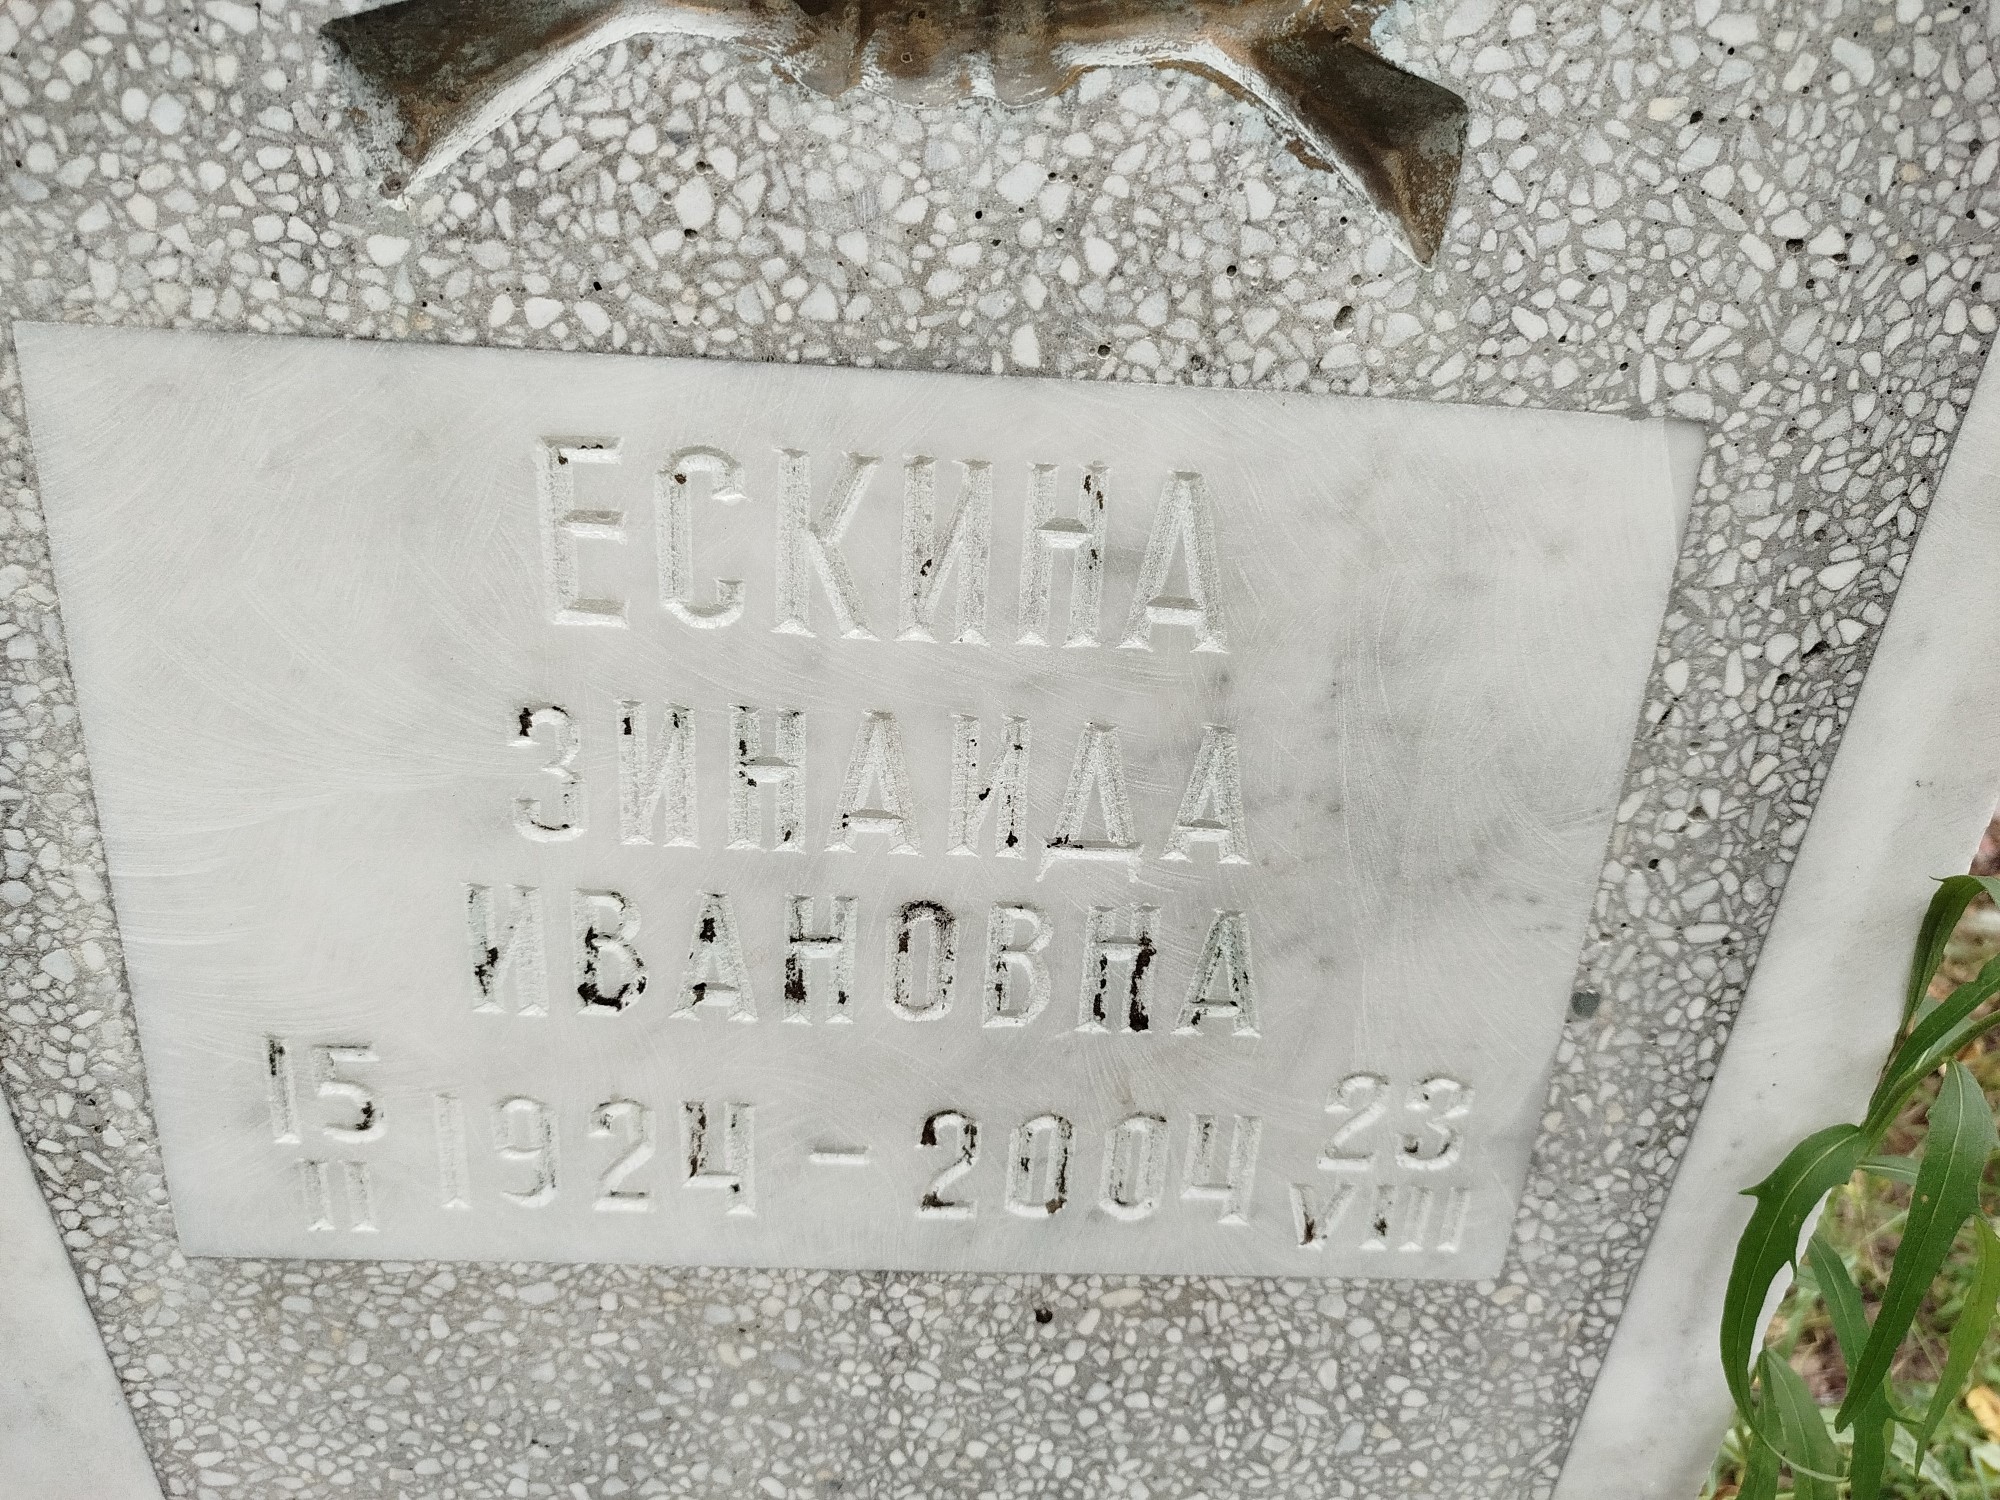 ЕСКИНА
ЗИНАИДА
ИВАНОВНА
15 23
1924 – 2004
II VIII